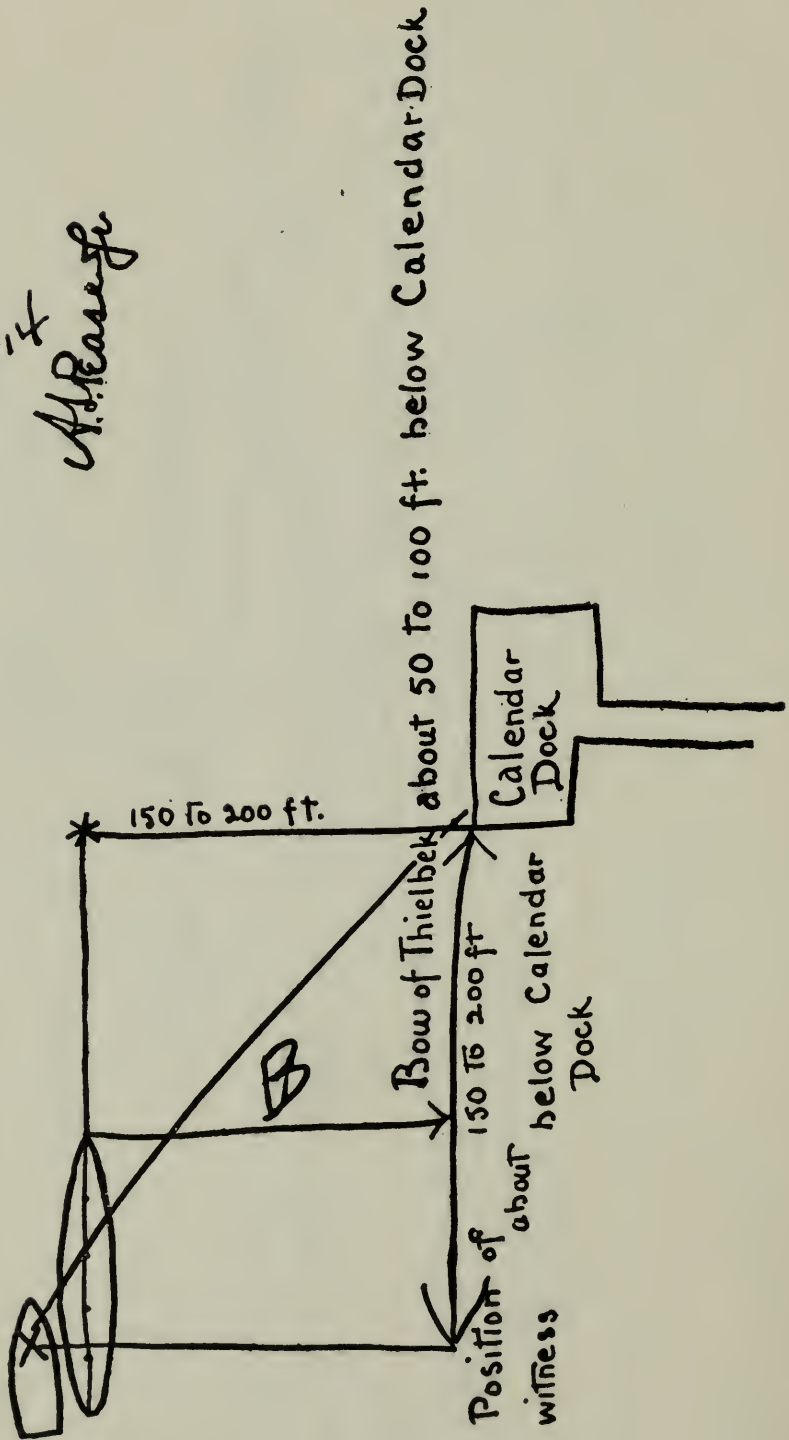 150 To 200 ft.
B
Bow of Thielbek about 50 to 100 ft. below Calendar Dock
150 To 200 ft
Position of about below Calendar
witness Dock
Calendar
Dock